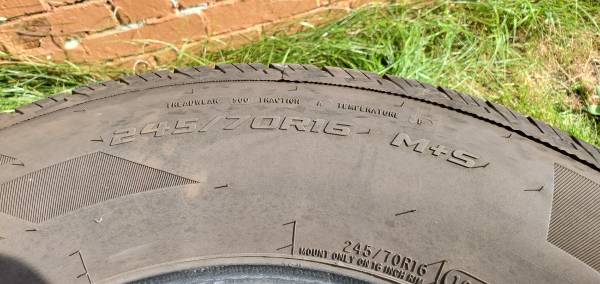 TREADWEAR 500 TRACTION A TEMPERATURE
245/70R16 M+S
245/70R16
MOUNT ONLY ON 16 INCH RIM